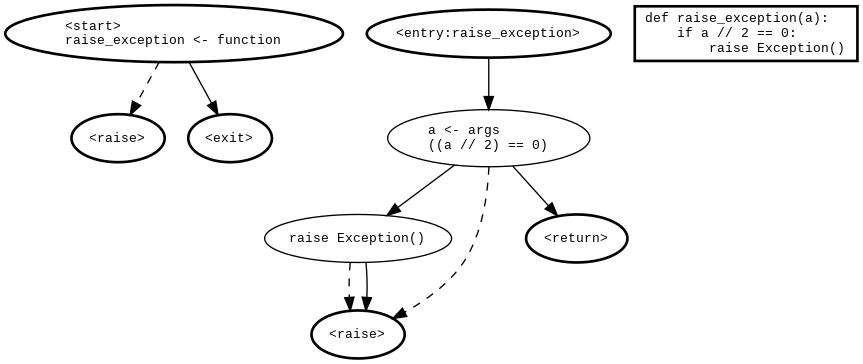 <start>
raise_exception <- function
<raise>
<exit>
<entry:raise_exception>
a <- args
((a // 2) == 0)
raise Exception()
<return>
<raise>
def raise_exception(a):
    if a // 2 == 0:
        raise Exception()